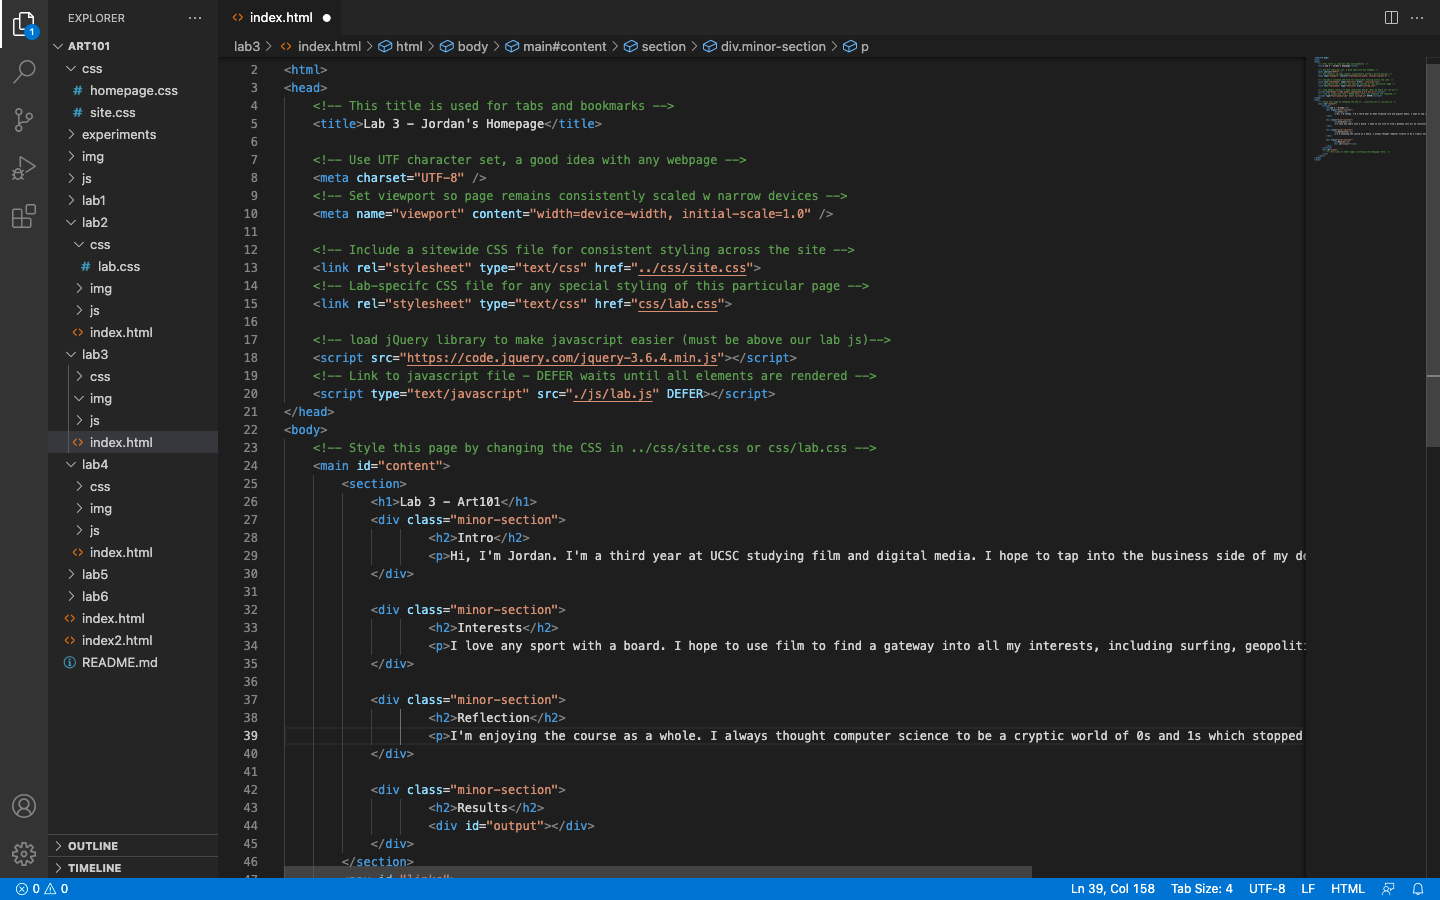 EXPLORER
1
ART101
css
# homepage.css
# site.css
experiments
img
js
lab1
lab2
css
# lab.css
img
js
<> index.html
lab3
css
img
js
<> index.html
lab4
css
img
js
<> index.html
lab5
lab6
<> index.html
<> index2.html
README.md
OUTLINE
TIMELINE
<> index.html
lab3 > <> index.html > html > body > main#content > section > div.minor-section > p
2 <html>
3 <head>
4 <!-- This title is used for tabs and bookmarks -->
5 <title>Lab 3 - Jordan's Homepage</title>
6
7 <!-- Use UTF character set, a good idea with any webpage -->
8 <meta charset="UTF-8" />
9 <!-- Set viewport so page remains consistently scaled w narrow devices -->
10 <meta name="viewport" content="width=device-width, initial-scale=1.0" />
11
12 <!-- Include a sitewide CSS file for consistent styling across the site -->
13 <link rel="stylesheet" type="text/css" href="../css/site.css">
14 <!-- Lab-specifc CSS file for any special styling of this particular page -->
15 <link rel="stylesheet" type="text/css" href="css/lab.css">
16
17 <!-- load jQuery library to make javascript easier (must be above our lab js)-->
18 <script src="https://code.jquery.com/jquery-3.6.4.min.js"></script>
19 <!-- Link to javascript file - DEFER waits until all elements are rendered -->
20 <script type="text/javascript" src="./js/lab.js" DEFER></script>
21 </head>
22 <body>
23 <!-- Style this page by changing the CSS in ../css/site.css or css/lab.css -->
24 <main id="content">
25 <section>
26 <h1>Lab 3 - Art101</h1>
27 <div class="minor-section">
28 <h2>Intro</h2>
29 <p>Hi, I'm Jordan. I'm a third year at UCSC studying film and digital media. I hope to tap into the business side of my
30 </div>
31
32 <div class="minor-section">
33 <h2>Interests</h2>
34 <p>I love any sport with a board. I hope to use film to find a gateway into all my interests, including surfing, geopoliti
35 </div>
36
37 <div class="minor-section">
38 <h2>Reflection</h2>
39 <p>I'm enjoying the course as a whole. I always thought computer science to be a cryptic world of 0s and 1s which stopped
40 </div>
41
42 <div class="minor-section">
43 <h2>Results</h2>
44 <div id="output"></div>
45 </div>
46 </section>
47 <nav id="links">
0 0
Ln 39, Col 158 Tab Size: 4 UTF-8 LF HTML